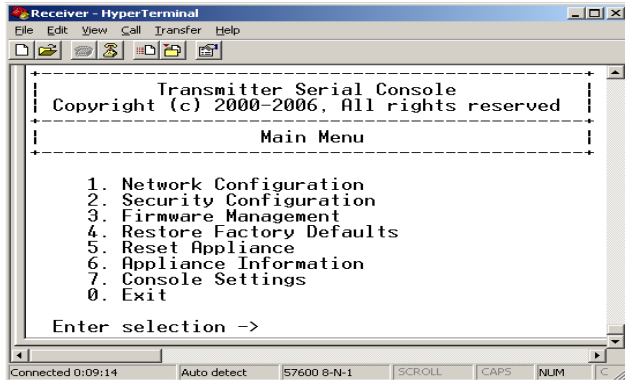 Receiver - HyperTerminal
File Edit View Call Transfer Help
Transmitter Serial Console
Copyright (c) 2000-2006, All rights reserved
Main Menu
1. Network Configuration
2. Security Configuration
3. Firmware Management
4. Restore Factory Defaults
5. Reset Appliance
6. Appliance Information
7. Console Settings
0. Exit
Enter selection ->
Connected 0:09:14 Auto detect 57600 8-N-1 SCROLL CAPS NUM C